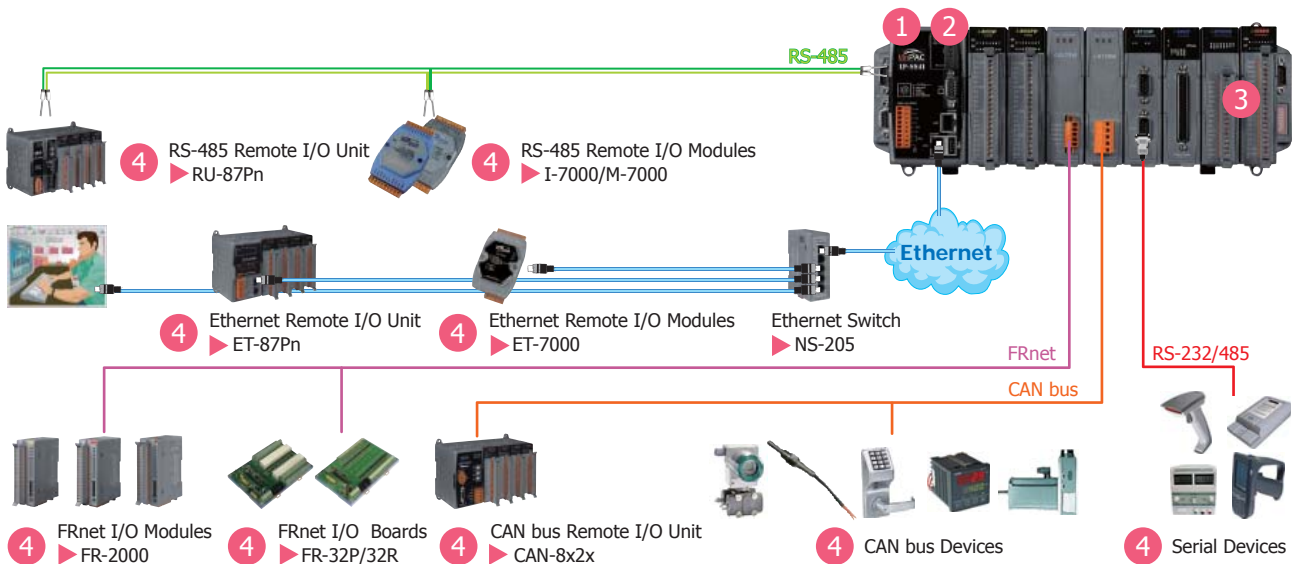 1
2
RS-485
3
4
RS-485 Remote I/O Unit
RU-87Pn
4
RS-485 Remote I/O Modules
I-7000/M-7000
Ethernet
4
Ethernet Remote I/O Unit
ET-87Pn
4
Ethernet Remote I/O Modules
ET-7000
Ethernet Switch
NS-205
FRnet
RS-232/485
CAN bus
4
FRnet I/O Modules
FR-2000
4
FRnet I/O Boards
FR-32P/32R
4
CAN bus Remote I/O Unit
CAN-8x2x
4
CAN bus Devices
4
Serial Devices